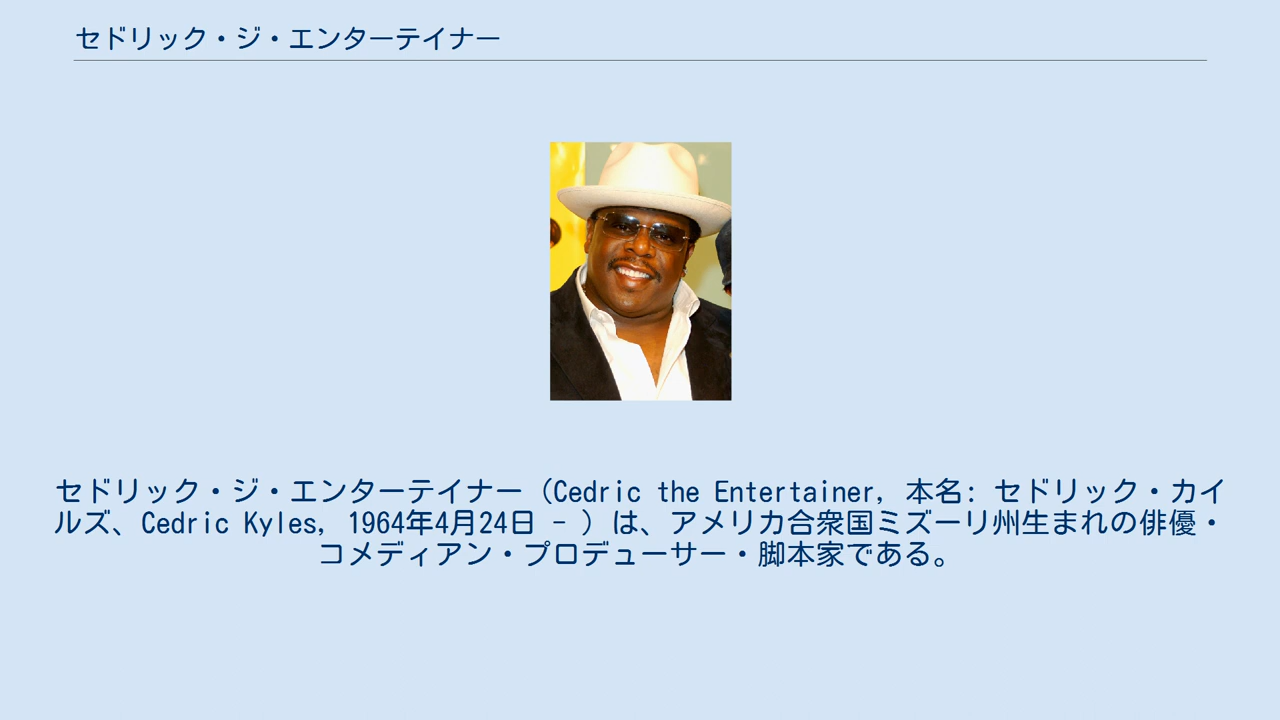 セドリック・ジ・エンターテイナー
セドリック・ジ・エンターテイナー（Cedric the Entertainer, 本名: セドリック・カイ
ルズ、Cedric Kyles, 1964年4月24日 - ）は、アメリカ合衆国ミズーリ州生まれの俳優・
コメディアン・プロデューサー・脚本家である。